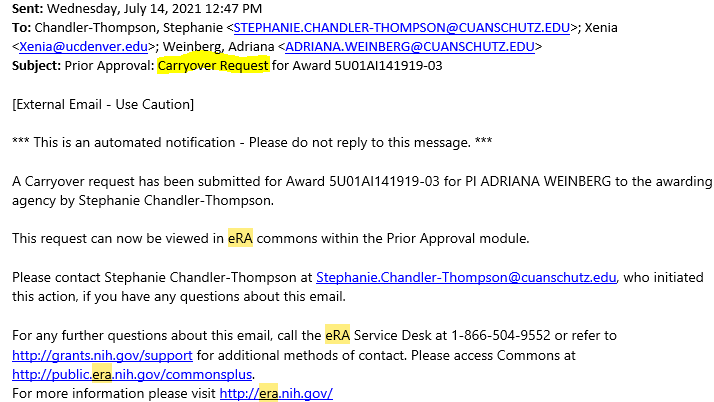 Sent: Wednesday, July 14, 2021 12:47 PM
To: Chandler-Thompson, Stephanie <STEPHANIE.CHANDLER-THOMPSON@CUANSCHUTZ.EDU>; Xenia
<Xenia@ucdenver.edu>; Weinberg, Adriana <ADRIANA.WEINBERG@CUANSCHUTZ.EDU>
Subject: Prior Approval: Carryover Request for Award 5U01AI141919-03
[External Email - Use Caution]
*** This is an automated notification - Please do not reply to this message. ***
A Carryover request has been submitted for Award 5U01AI141919-03 for PI ADRIANA WEINBERG to the awarding
agency by Stephanie Chandler-Thompson.
This request can now be viewed in eRA commons within the Prior Approval module.
Please contact Stephanie Chandler-Thompson at Stephanie.Chandler-Thompson@cuanschutz.edu, who initiated
this action, if you have any questions about this email.
For any further questions about this email, call the eRA Service Desk at 1-866-504-9552 or refer to
http://grants.nih.gov/support for additional methods of contact. Please access Commons at
http://public.era.nih.gov/commonsplus.
For more information please visit http://era.nih.gov/